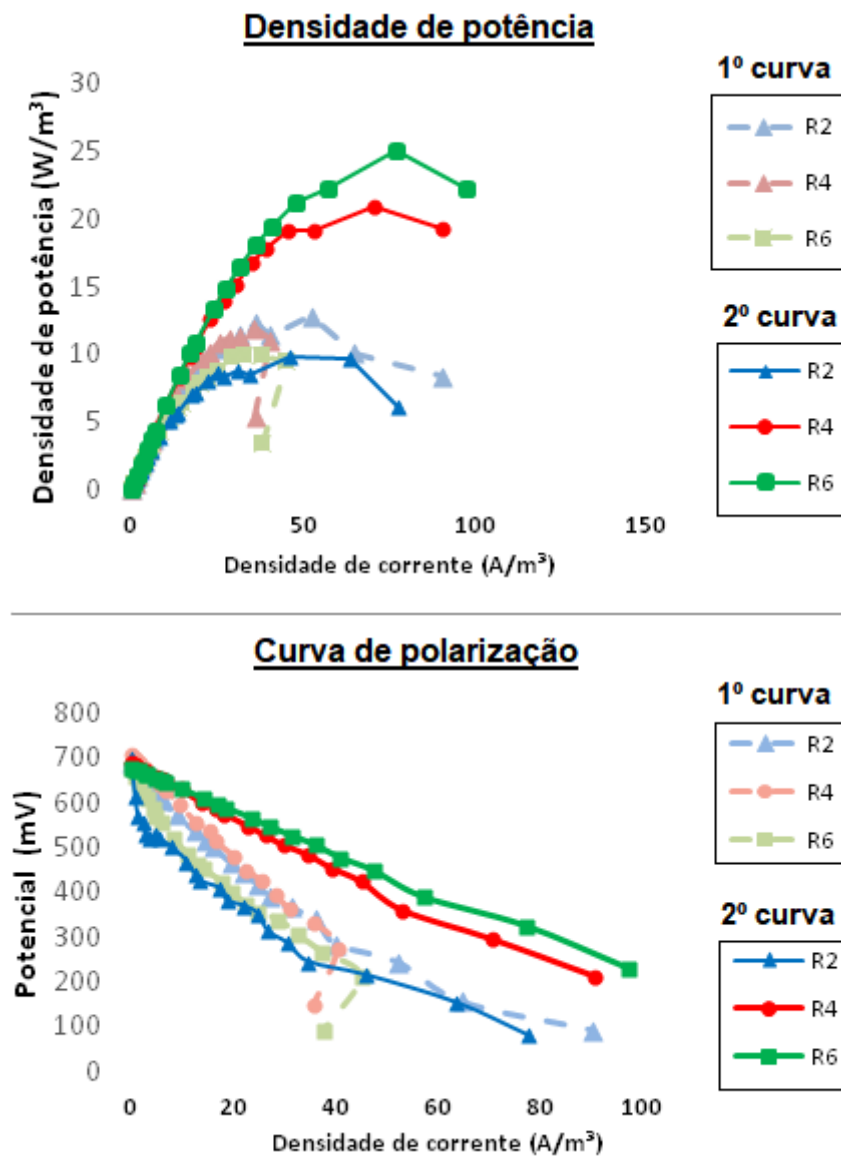 Densidade de potência
1º curva
R2
R4
R6
2º curva
R2
R4
R6
Densidade de potência (W/m³)
30
25
20
15
10
5
0
0 50 100 150
Densidade de corrente (A/m³)
Curva de polarização
1º curva
R2
R4
R6
2º curva
R2
R4
R6
Potencial (mV)
800
700
600
500
400
300
200
100
0
0 20 40 60 80 100
Densidade de corrente (A/m³)